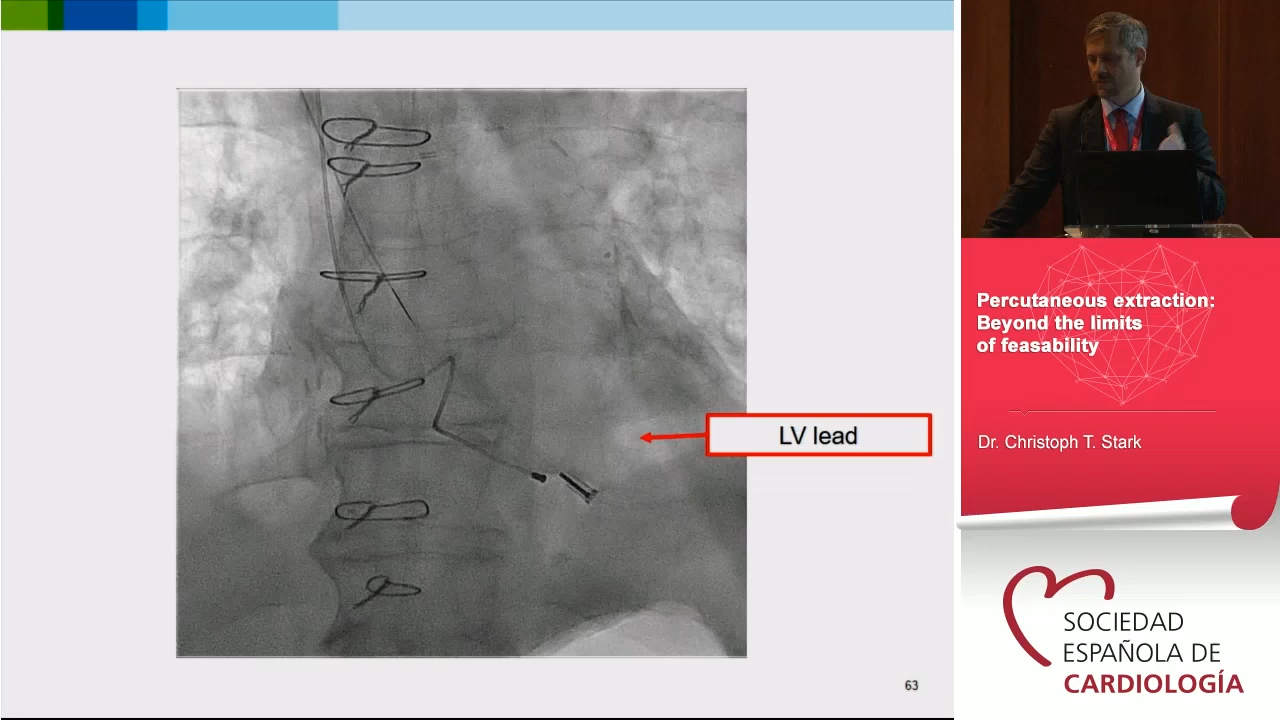 LV lead
63
Percutaneous extraction:
Beyond the limits
of feasability
Dr. Christoph T. Stark
SOCIEDAD
ESPAÑOLA DE
CARDIOLOGÍA